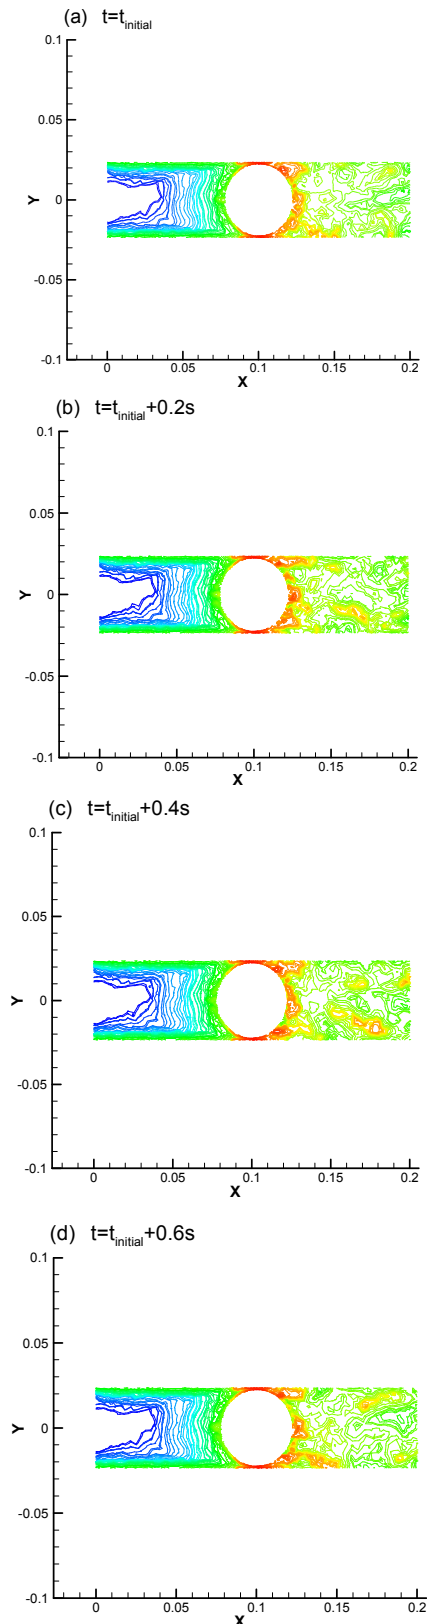 (a) t=t_initial
0.1
0.05
Y
0
-0.05
-0.1
0 0.05 0.1 0.15 0.2
X
(b) t=t_initial+0.2s
0.1
0.05
Y
0
-0.05
-0.1
0 0.05 0.1 0.15 0.2
X
(c) t=t_initial+0.4s
0.1
0.05
Y
0
-0.05
-0.1
0 0.05 0.1 0.15 0.2
X
(d) t=t_initial+0.6s
0.1
0.05
Y
0
-0.05
-0.1
0 0.05 0.1 0.15 0.2
X